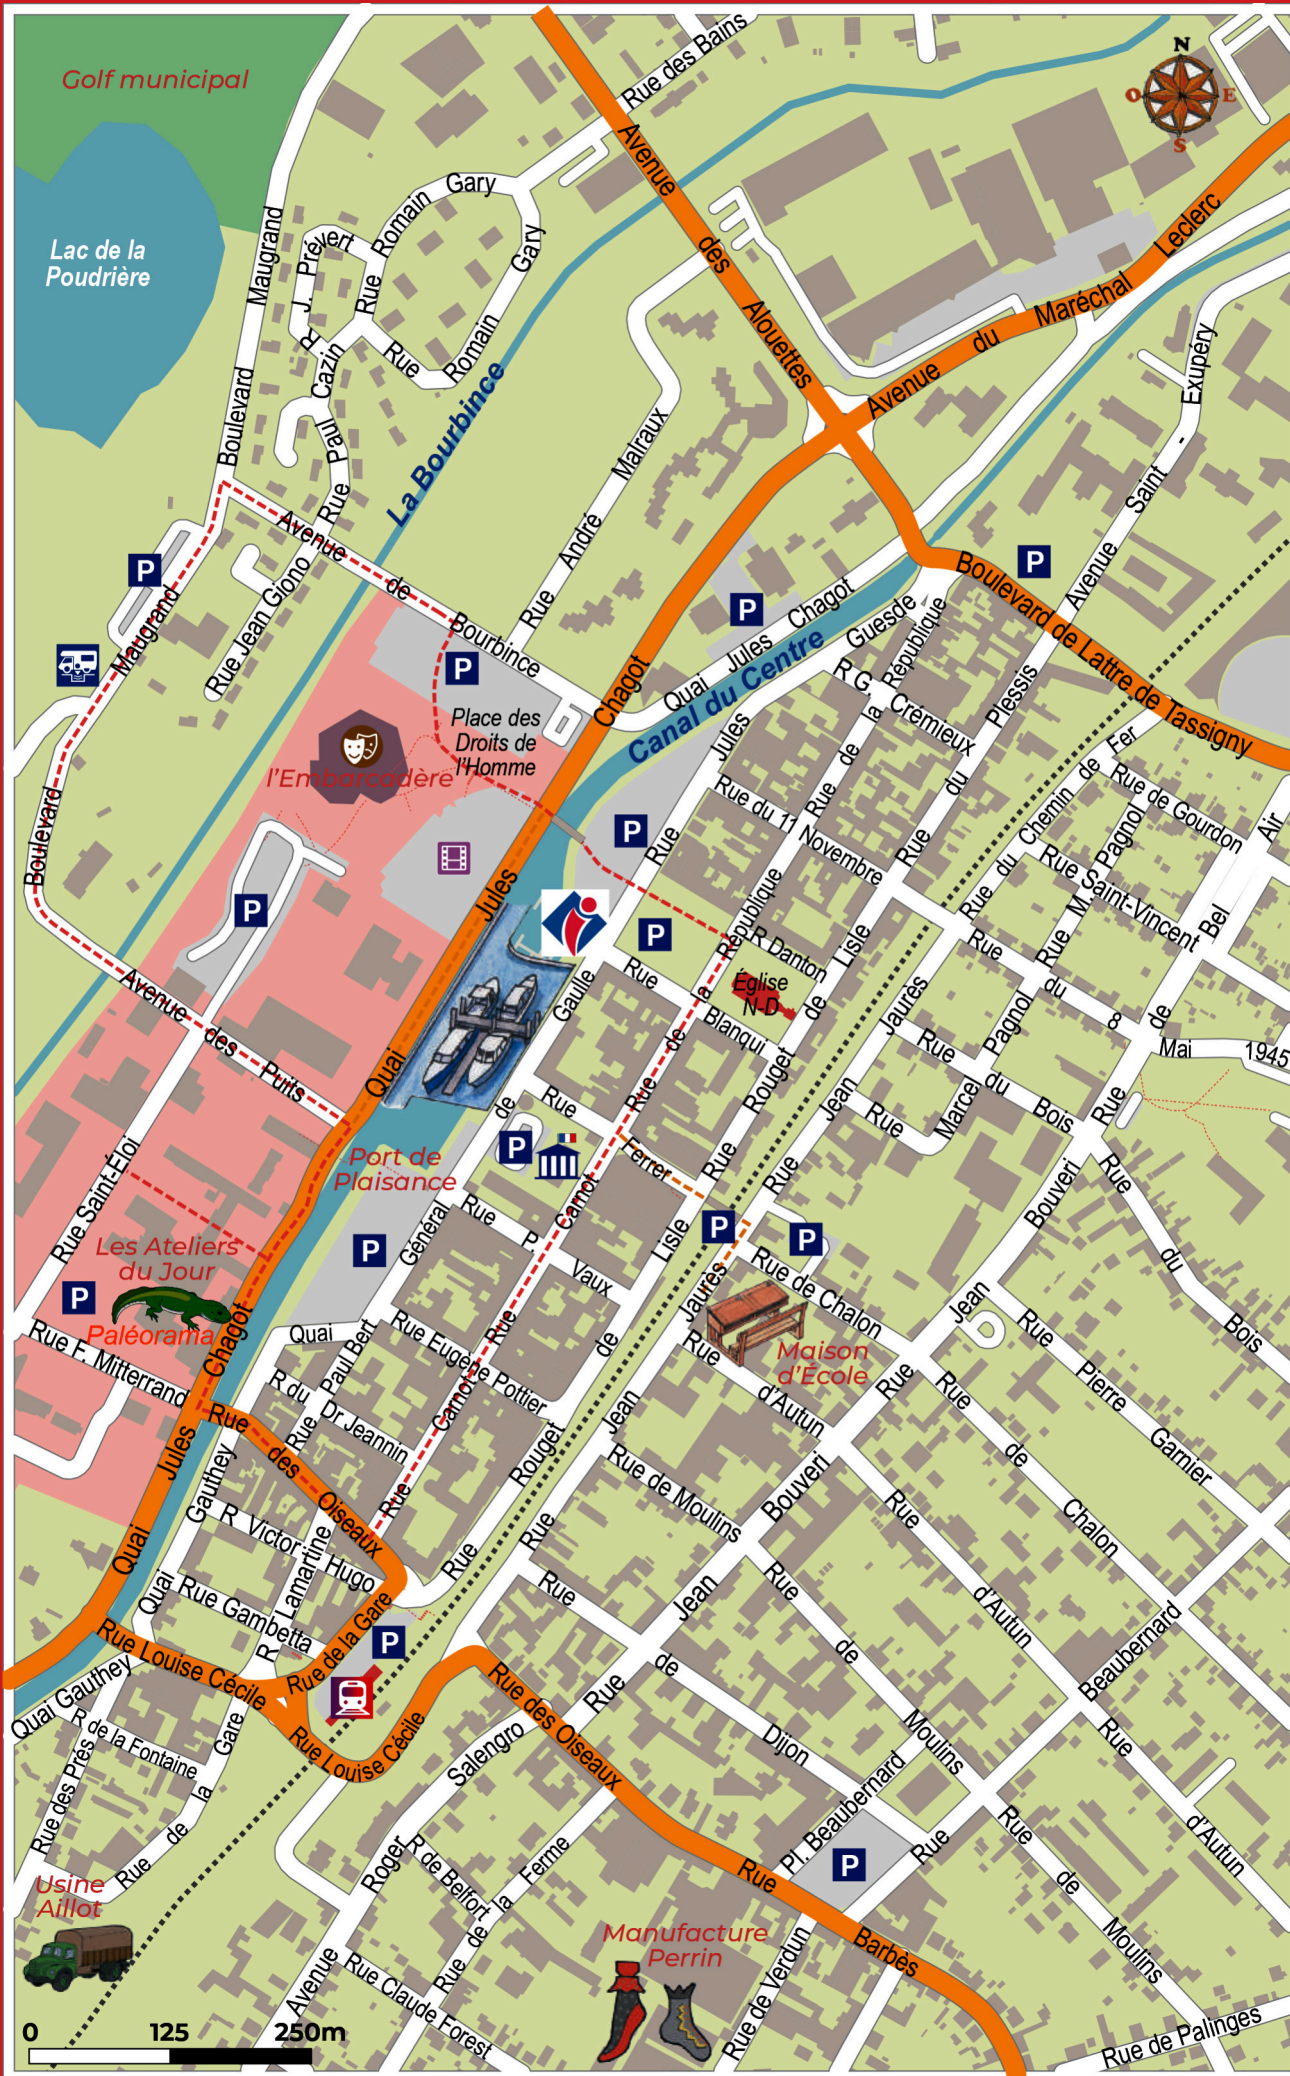 Golf municipal
Rue des Bains
N
O
E
S
Avenue des Alouettes
Rue Romain Gary
Rue Romain Gary
R J. Prévert
Lac de la
Poudrière
Boulevard Maugrand
Avenue du Maréchal Leclerc
Rue Paul Cazin
La Bourbince
Rue André Malraux
Avenue Saint - Exupéry
Avenue de Bourbince
P
P
Boulevard de Lattre de Tassigny
Rue Jean Giono
Boulevard Maugrand
P
Quai Jules Chagot
Canal du Centre
Rue Jules Guesde
R G. Crémieux
P
Place des
Droits de
l'Homme
l'Embarcadère
Rue de la République
Rue du Plessis
Rue du Chemin de Fer
Rue de Gourdon
Rue du 11 Novembre
P
Rue Saint-Vincent
Rue M. Pagnol
Rue de Bel Air
Quai Jules Chagot
P
P
R Danton
Église
N-D
Rue Blanqui
Rue Rouget de Lisle
Rue du 8 Mai 1945
Avenue des Puits
Rue du Bois
Rue Marcel Pagnol
Rue Jean Jaurès
Rue du Général de Gaulle
Rue Ferrer
P
Port de
Plaisance
Rue Saint-Éloi
Rue Carnot
Rue P. Vaux
P
P
P
Rue du Bois
Les Ateliers
du Jour
P
Paléorama
Rue F. Mitterrand
Quai Jules Chagot
Quai
Rue Paul Bert
Rue Eugène Pottier
Rue de Chalon
Maison
d'École
Rue d'Autun
Rue Jean Bouveri
Rue Pierre Garnier
R du Dr Jeannin
Rue des Oiseaux
Quai Gauthey
R Victor Hugo
Rue Carnot
Rue Rouget de Lisle
Rue Jean Jaurès
Rue de Moulins
Rue de Chalon
Rue d'Autun
R Lamartine
Rue Gambetta
Rue de la Gare
P
Rue Louise Cécile
Rue Louise Cécile
Quai Gauthey
R de la Fontaine
Rue des Prés
Rue de la Gare
Rue de Dijon
Rue Jean Bouveri
Rue de Moulins
Rue Beaubernard
Rue d'Autun
Rue des Oiseaux
Avenue Roger Salengro
R de Belfort
Rue de la Ferme
Pl. Beaubernard
P
Rue de Moulins
Rue Barbès
Usine
Aillot
Manufacture
Perrin
Rue de Verdun
Rue Claude Forest
Rue de Palinges
0 125 250m